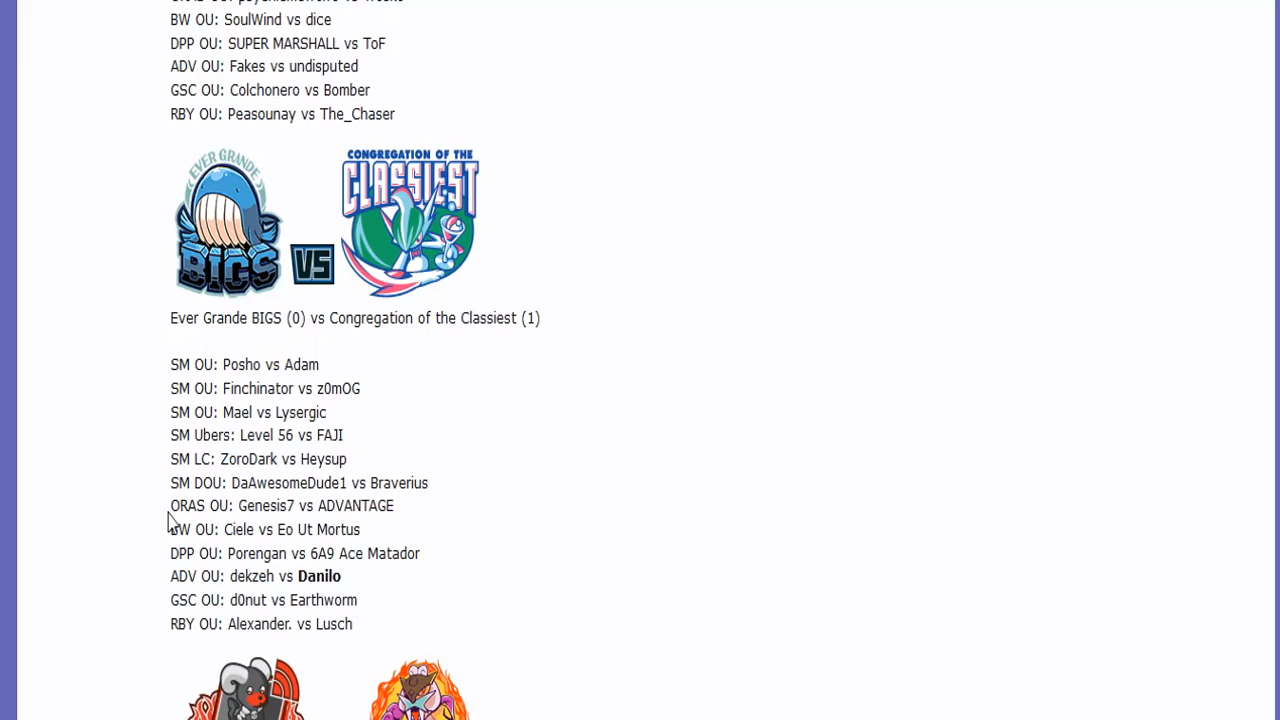 BW OU: SoulWind vs dice
DPP OU: SUPER MARSHALL vs ToF
ADV OU: Fakes vs undisputed
GSC OU: Colchonero vs Bomber
RBY OU: Peasounay vs The_Chaser
EVER GRANDE
BIGS
VS
CONGREGATION OF THE
CLASSIEST
Ever Grande BIGS (0) vs Congregation of the Classiest (1)
SM OU: Posho vs Adam
SM OU: Finchinator vs z0mOG
SM OU: Mael vs Lysergic
SM Ubers: Level 56 vs FAJI
SM LC: ZoroDark vs Heysup
SM DOU: DaAwesomeDude1 vs Braverius
ORAS OU: Genesis7 vs ADVANTAGE
BW OU: Ciele vs Eo Ut Mortus
DPP OU: Porengan vs 6A9 Ace Matador
ADV OU: dekzeh vs Danilo
GSC OU: d0nut vs Earthworm
RBY OU: Alexander. vs Lusch